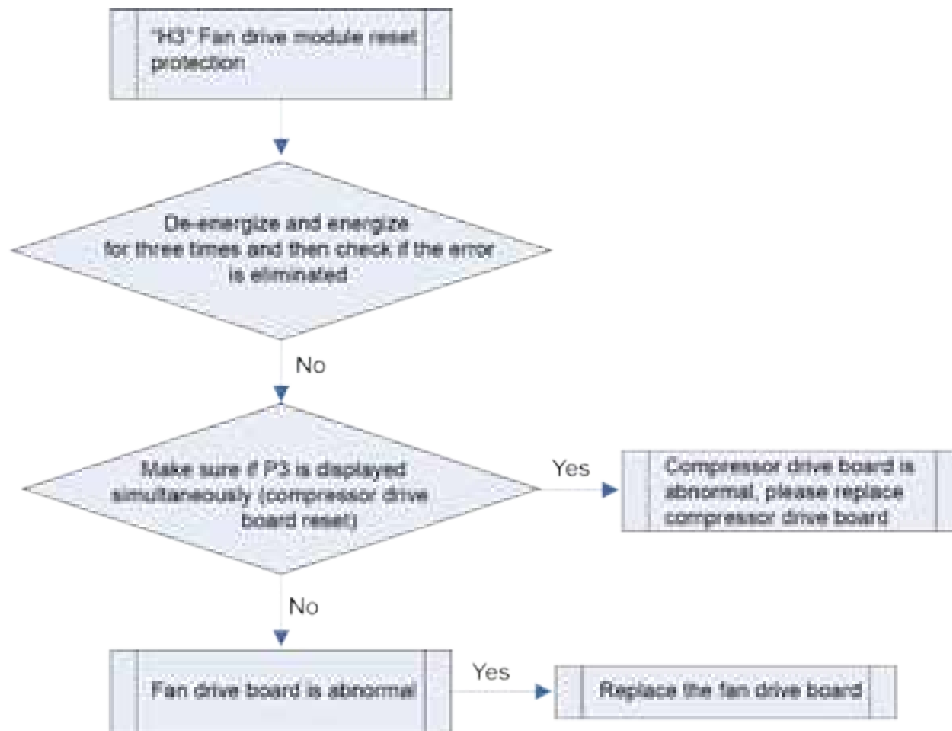 "H3" Fan drive module reset
protection
De-energize and energize
for three times and then check if the error
is eliminated
No
Make sure if P3 is displayed
simultaneously (compressor drive
board reset)
Yes
Compressor drive board is
abnormal, please replace
compressor drive board
No
Fan drive board is abnormal
Yes
Replace the fan drive board